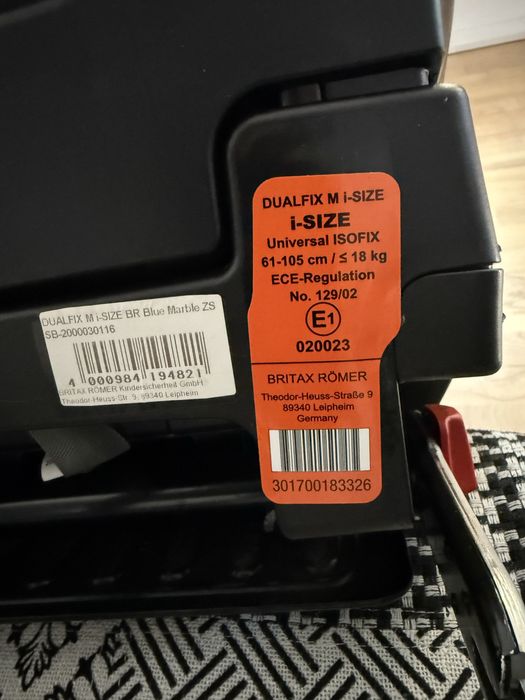 DUALFIX M i-SIZE
i-SIZE
Universal ISOFIX
61-105 cm / ≤ 18 kg
ECE-Regulation
No. 129/02
E1
020023
BRITAX RÖMER
Theodor-Heuss-Straße 9
89340 Leipheim
Germany
301700183326
DUALFIX M i-SIZE BR Blue Marble ZS
SB-2000030116
4 000984 194821
BRITAX RÖMER Kindersicherheit GmbH
Theodor-Heuss-Str. 9, 89340 Leipheim